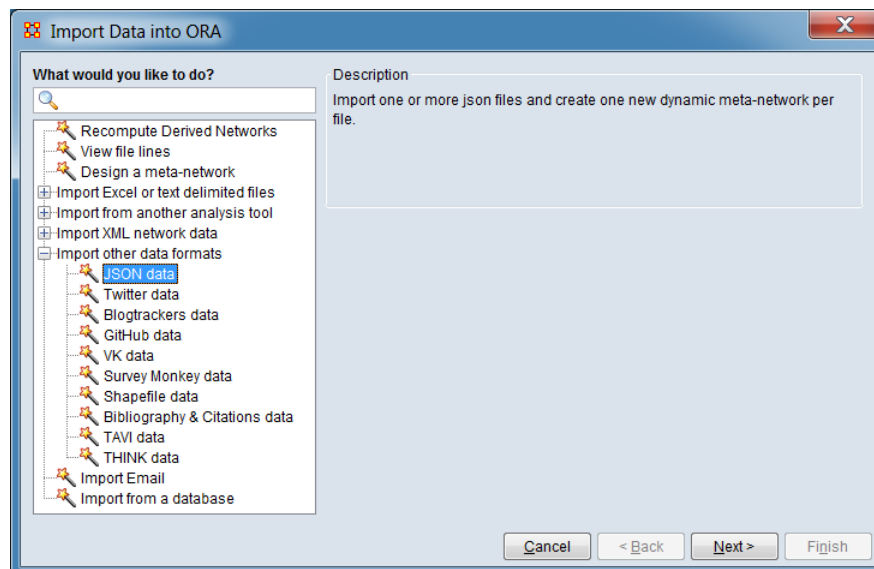 Import Data into ORA
X
What would you like to do?
Recompute Derived Networks
View file lines
Design a meta-network
Import Excel or text delimited files
Import from another analysis tool
Import XML network data
Import other data formats
JSON data
Twitter data
Blogtrackers data
GitHub data
VK data
Survey Monkey data
Shapefile data
Bibliography & Citations data
TAVI data
THINK data
Import Email
Import from a database
Description
Import one or more json files and create one new dynamic meta-network per
file.
Cancel
< Back
Next >
Finish